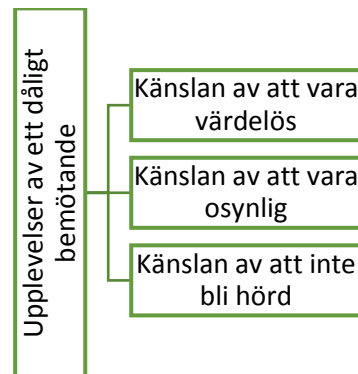 Upplevelser av ett dåligt
bemötande
Känslan av att vara
värdelös
Känslan av att vara
osynlig
Känslan av att inte
bli hörd